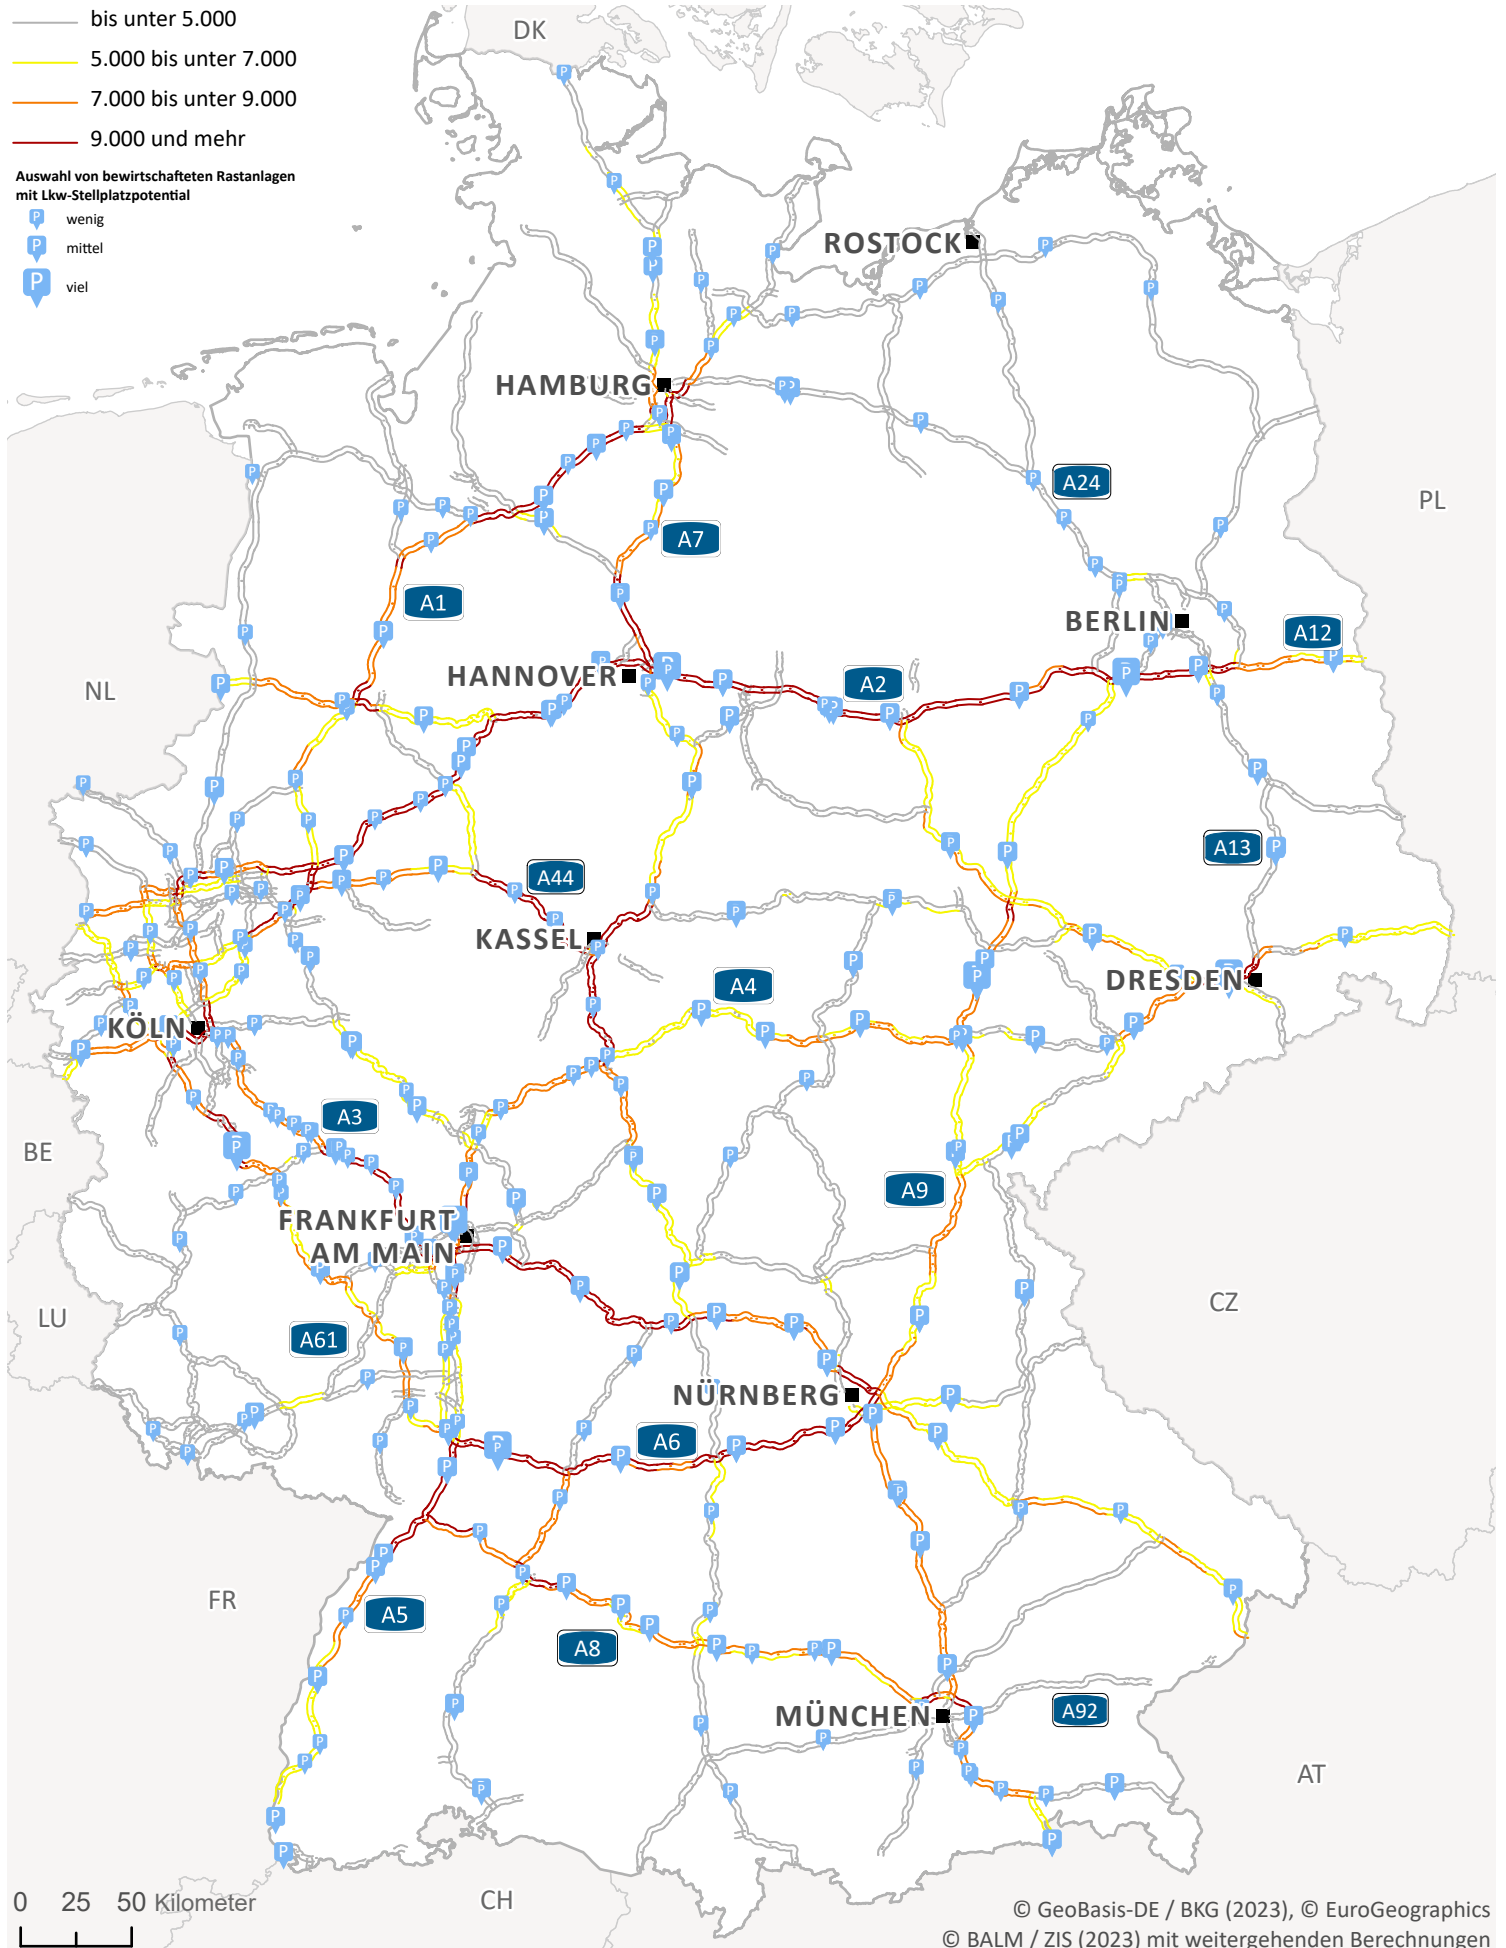 bis unter 5.000
5.000 bis unter 7.000
7.000 bis unter 9.000
9.000 und mehr
Auswahl von bewirtschafteten Rastanlagen
mit Lkw-Stellplatzpotential
P wenig
P mittel
P viel
DK
ROSTOCK
HAMBURG
A24
PL
A7
A1
BERLIN
A12
HANNOVER
A2
NL
A13
A44
KASSEL
DRESDEN
A4
KÖLN
A3
BE
A9
FRANKFURT
AM MAIN
CZ
LU
A61
NÜRNBERG
A6
FR
A5
A8
MÜNCHEN
A92
AT
0 25 50 Kilometer
CH
© GeoBasis-DE / BKG (2023), © EuroGeographics
© BALM / ZIS (2023) mit weitergehenden Berechnungen